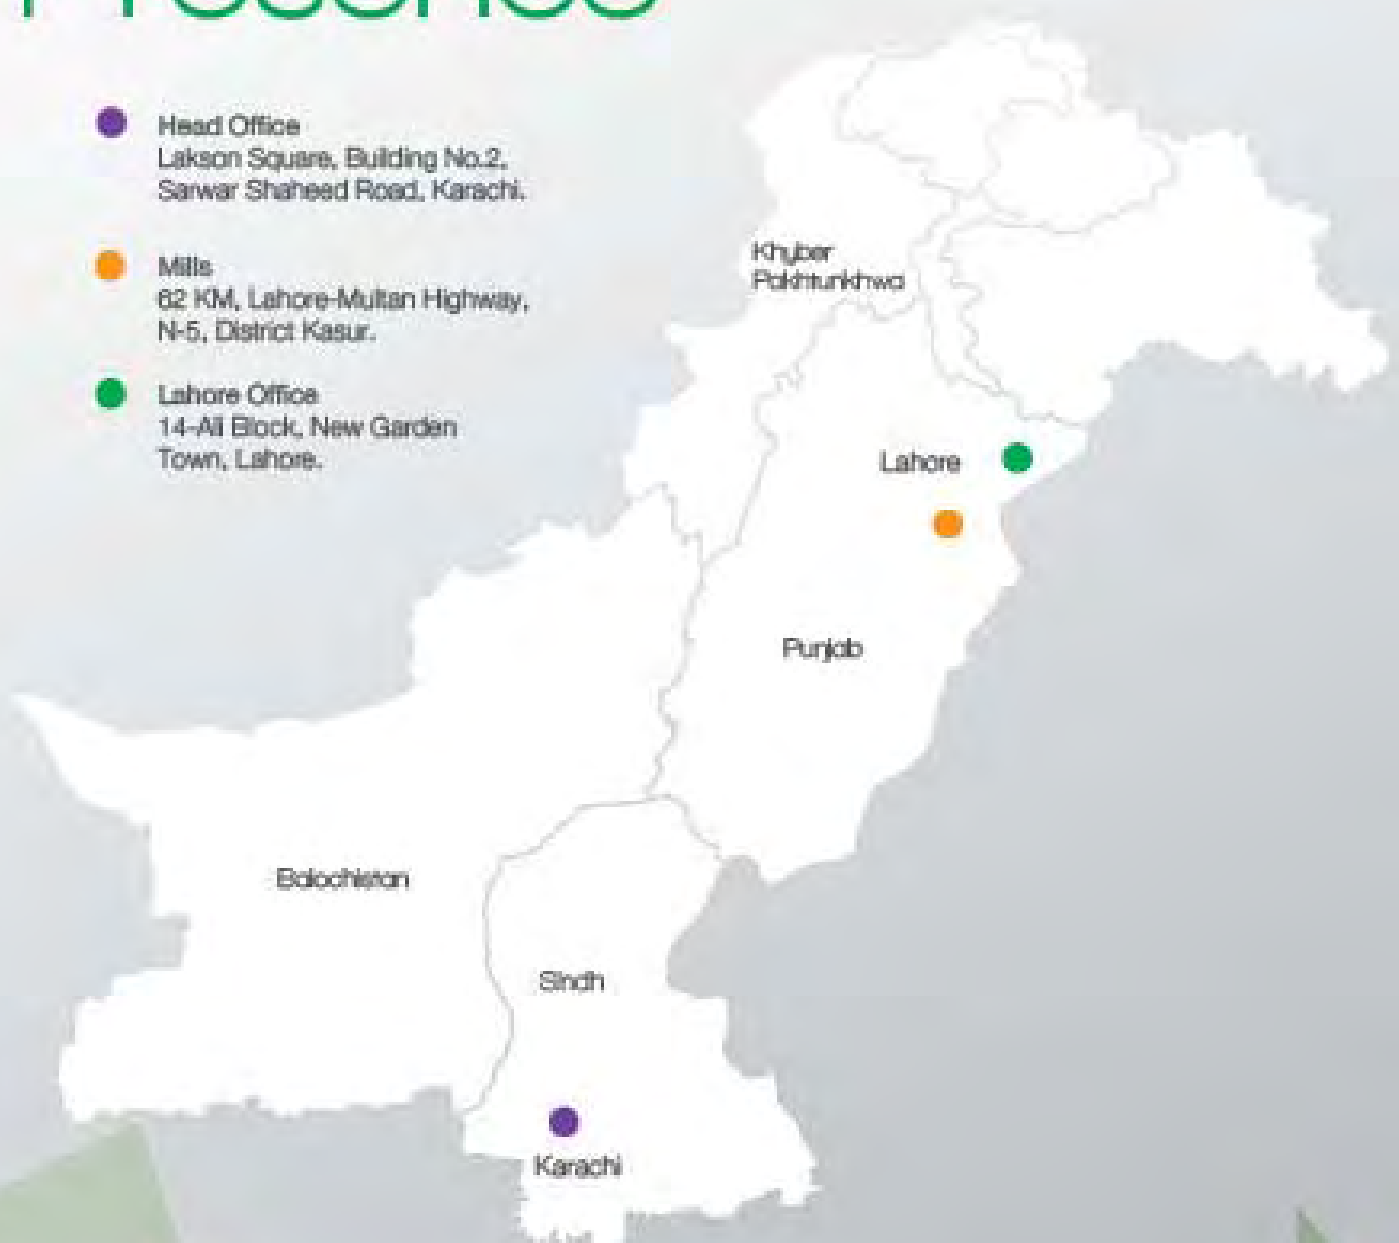 Presence
Head Office
Lakson Square, Building No.2,
Sarwar Shaheed Road, Karachi.
Mills
62 KM, Lahore-Multan Highway,
N-5, District Kasur.
Lahore Office
14-Ali Block, New Garden
Town, Lahore.
Khyber
Pakhtunkhwa
Lahore
Punjab
Balochistan
Sindh
Karachi